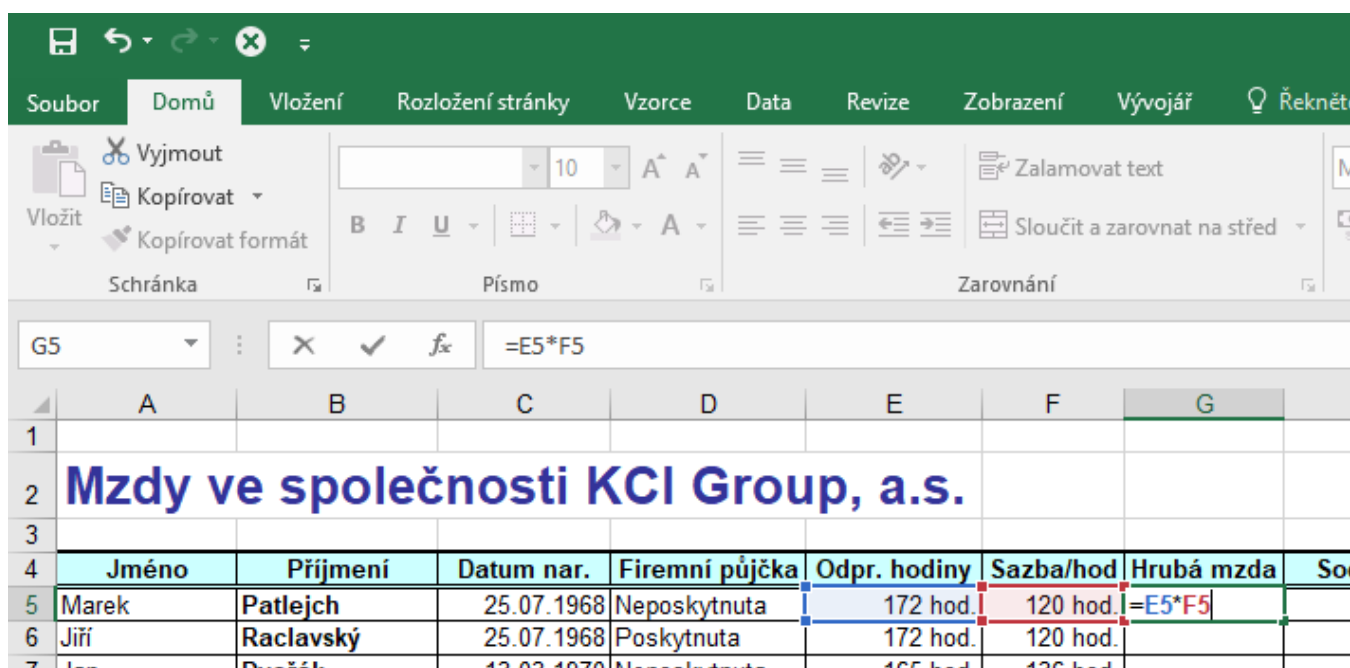 Soubor Domů Vložení Rozložení stránky Vzorce Data Revize Zobrazení Vývojář
Vyjmout
Kopírovat
Kopírovat formát
Vložit
Schránka
10 A A
B I U A
Písmo
Zalamovat text
Sloučit a zarovnat na střed
Zarovnání
G5 fx =E5*F5
A B C D E F G
1
2 Mzdy ve společnosti KCI Group, a.s.
3
4 Jméno Příjmení Datum nar. Firemní půjčka Odpr. hodiny Sazba/hod Hrubá mzda
5 Marek Patlejch 25.07.1968 Neposkytnuta 172 hod. 120 hod. =E5*F5
6 Jiří Raclavský 25.07.1968 Poskytnuta 172 hod. 120 hod.